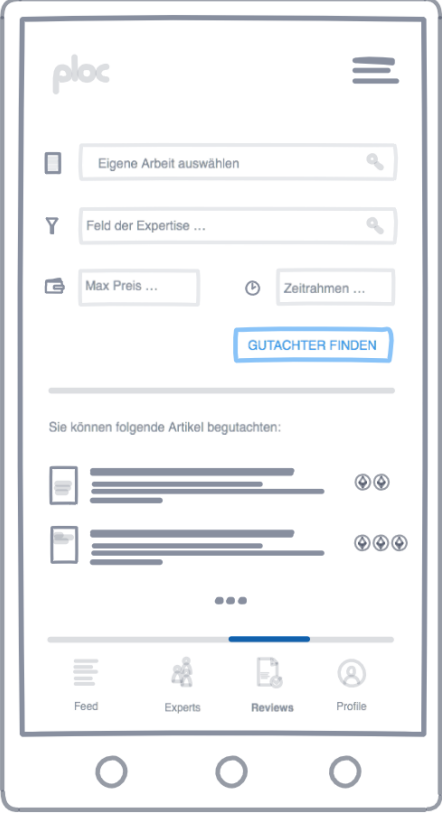 ploc
Eigene Arbeit auswählen
Feld der Expertise ...
Max Preis ...
Zeitrahmen ...
GUTACHTER FINDEN
Sie können folgende Artikel begutachten:
Feed
Experts
Reviews
Profile